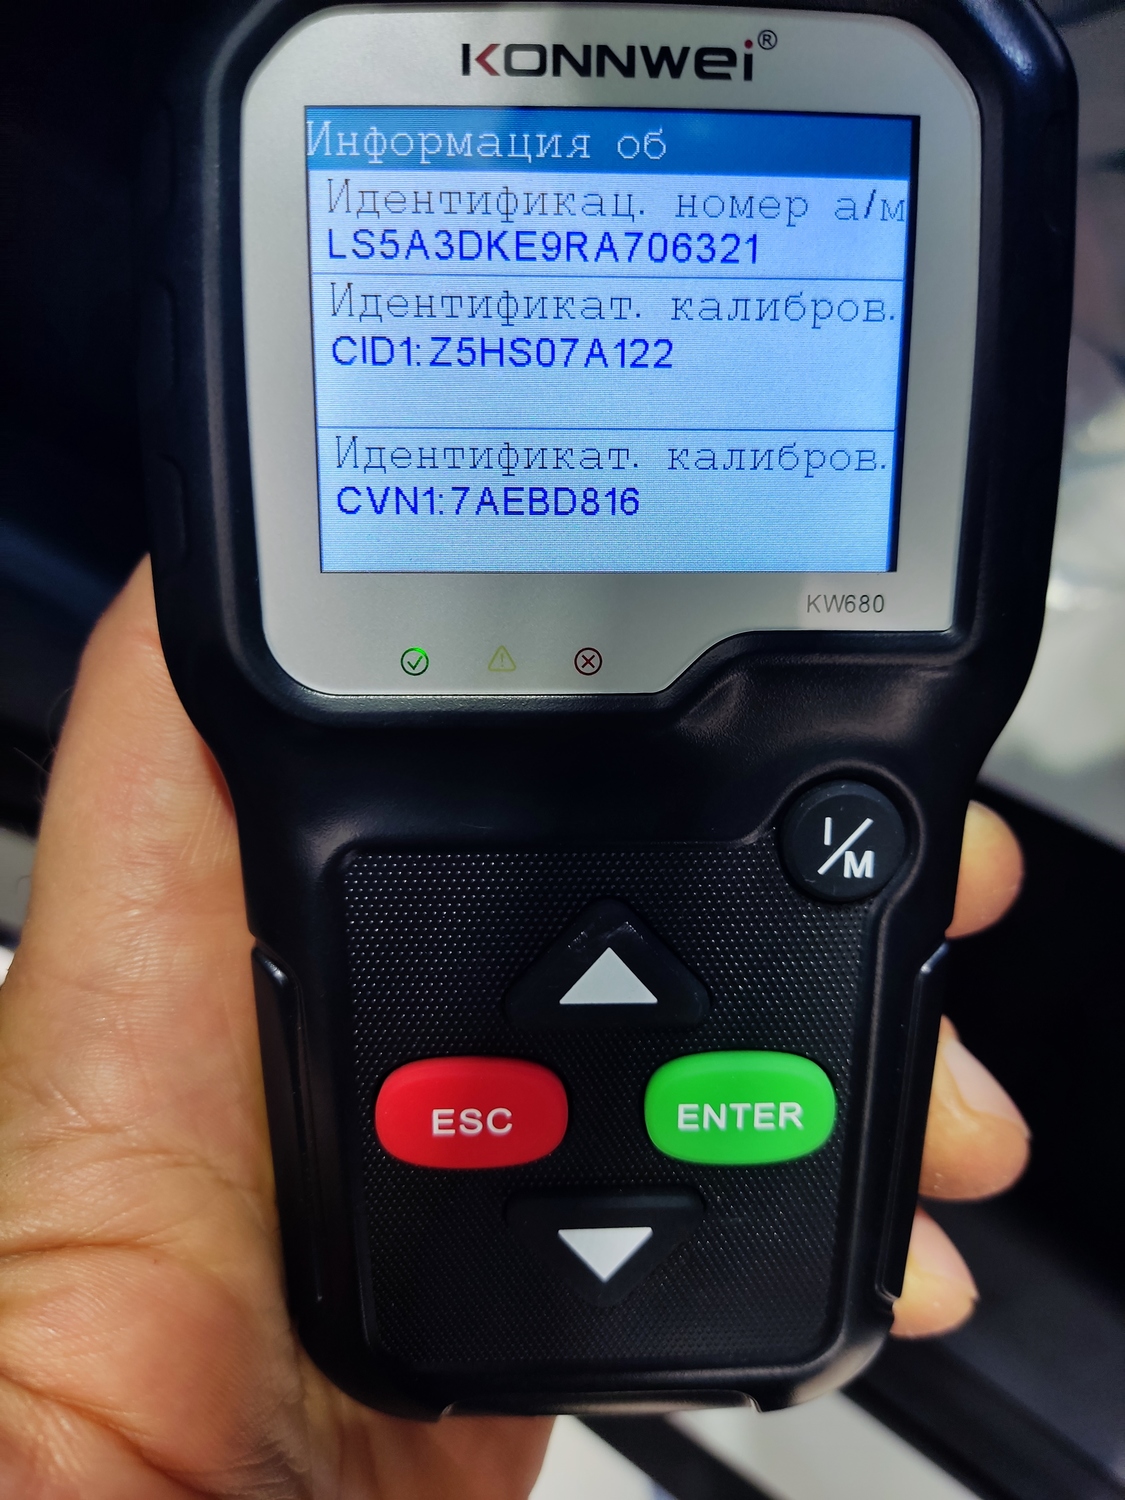 KONNWEI®
Информация об
Идентификац. номер а/м
LS5A3DKE9RA706321
Идентификат. калибров.
CID1:Z5HS07A122
Идентификат. калибров.
CVN1:7AEBD816
KW680
I/M
ESC
ENTER